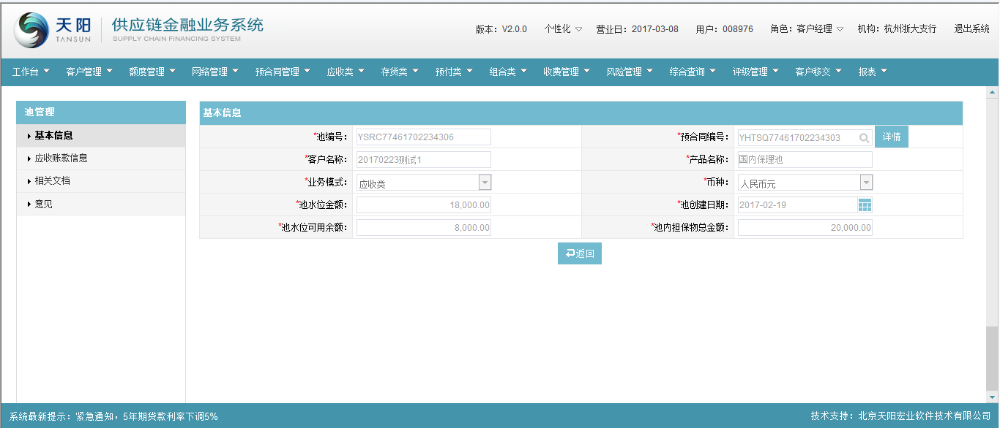 天阳 供应链金融业务系统
TANSUN SUPPLY CHAIN FINANCING SYSTEM
版本：V2.0.0 个性化 营业日：2017-03-08 用户：008976 角色：客户经理 机构：杭州浙大支行 退出系统
工作台 客户管理 额度管理 网络管理 预合同管理 应收类 存货类 预付类 组合类 收费管理 风险管理 综合查询 评级管理 客户移交 报表
池管理
基本信息
应收账款信息
相关文档
意见
基本信息
*池编号： YSRC77461702234306 *预合同编号： YHTSQ77461702234303 详情
*客户名称： 20170223测试1 *产品名称： 国内保理池
*业务模式： 应收类 *币种： 人民币元
*池水位金额： 18,000.00 *池创建日期： 2017-02-19
*池水位可用余额： 8,000.00 *池内担保物总金额： 20,000.00
返回
系统最新提示：紧急通知，5年期贷款利率下调5% 技术支持：北京天阳宏业软件技术有限公司